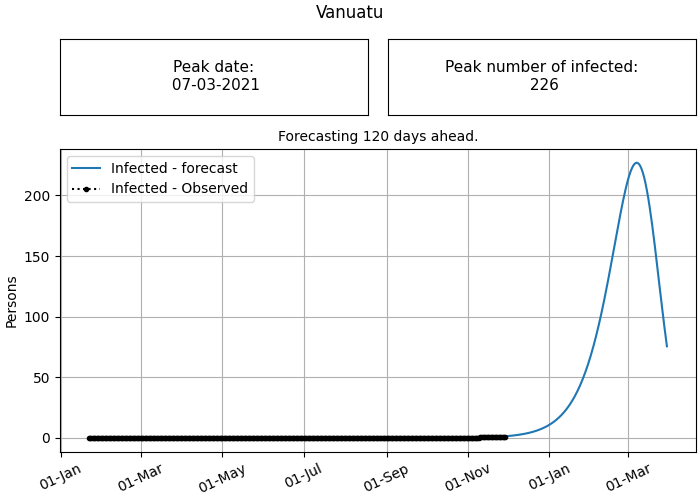 Vanuatu
Peak date:
07-03-2021
Peak number of infected:
226
Forecasting 120 days ahead.
Infected - forecast
Infected - Observed
Persons
200
150
100
50
0
01-Jan
01-Mar
01-May
01-Jul
01-Sep
01-Nov
01-Jan
01-Mar